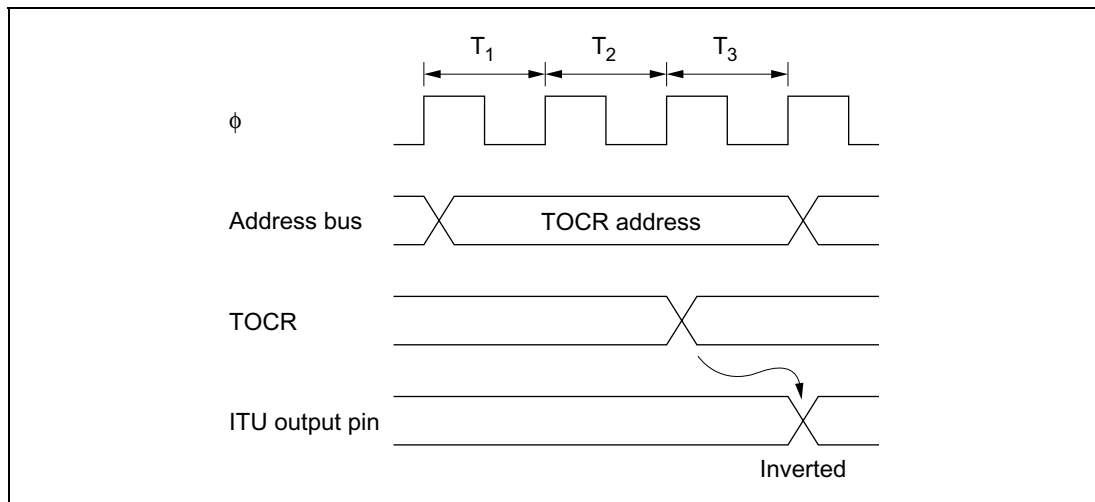 T1 T2 T3
ϕ
Address bus TOCR address
TOCR
ITU output pin
Inverted